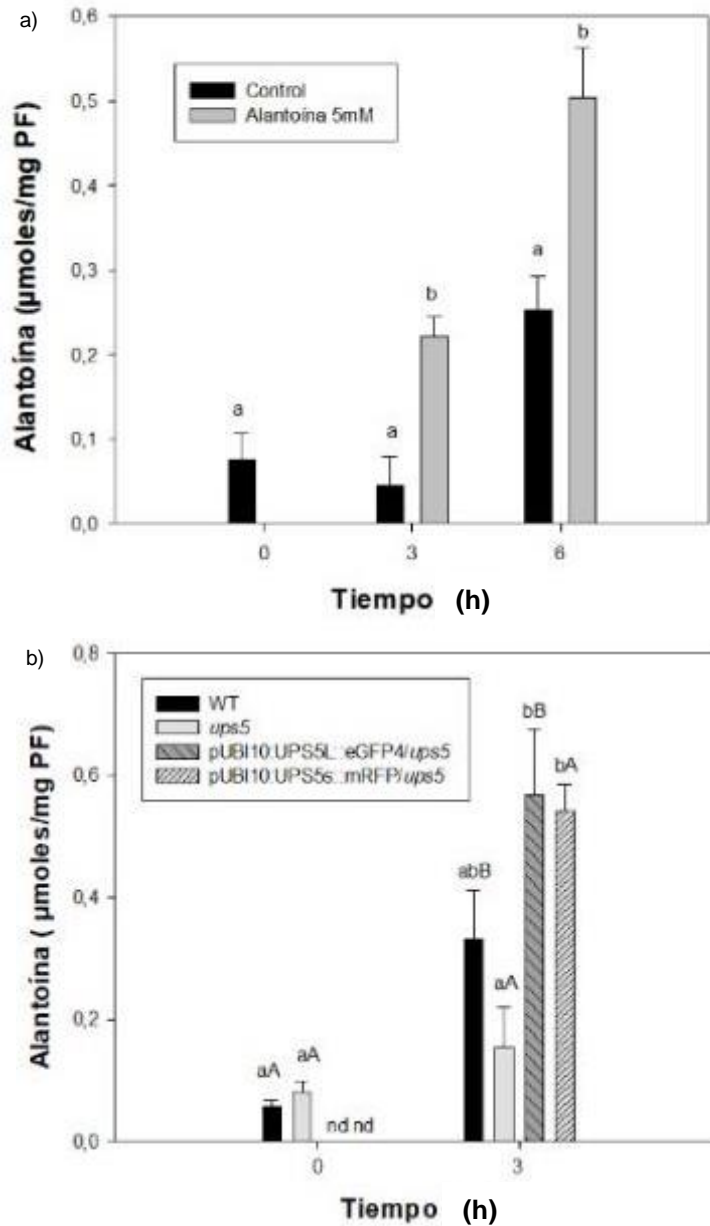 a)
0,6
0,5
0,4
0,3
0,2
0,1
0,0
Alantoína (µmoles/mg PF)
Control
Alantoína 5mM
a
a
b
a
b
0
3
6
Tiempo (h)
b)
0,8
0,6
0,4
0,2
0,0
Alantoína ( µmoles/mg PF)
WT
ups5
pUBI10:UPS5L::eGFP4/ups5
pUBI10:UPS5s::mRFP/ups5
aA
aA
nd nd
abB
aA
bB
bA
0
3
Tiempo (h)